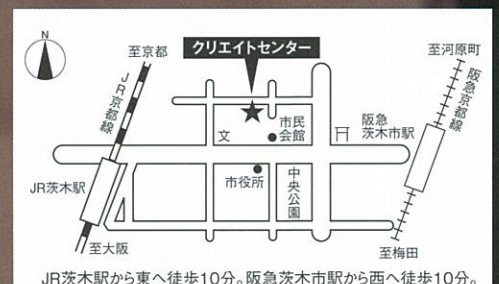 N
至京都
クリエイトセンター
至河原町
JR京都線
阪急京都線
文
市民
会館
阪急
茨木市駅
JR茨木駅
市役所
中央公園
至大阪
至梅田
JR茨木駅から東へ徒歩10分。阪急茨木市駅から西へ徒歩10分。